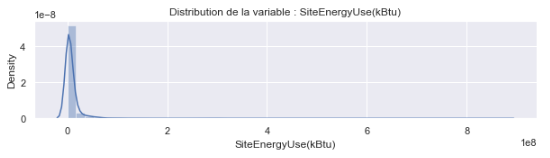 Distribution de la variable : SiteEnergyUse(kBtu)
1e−8
4
2
0
Density
0 2 4 6 8
SiteEnergyUse(kBtu)
1e8